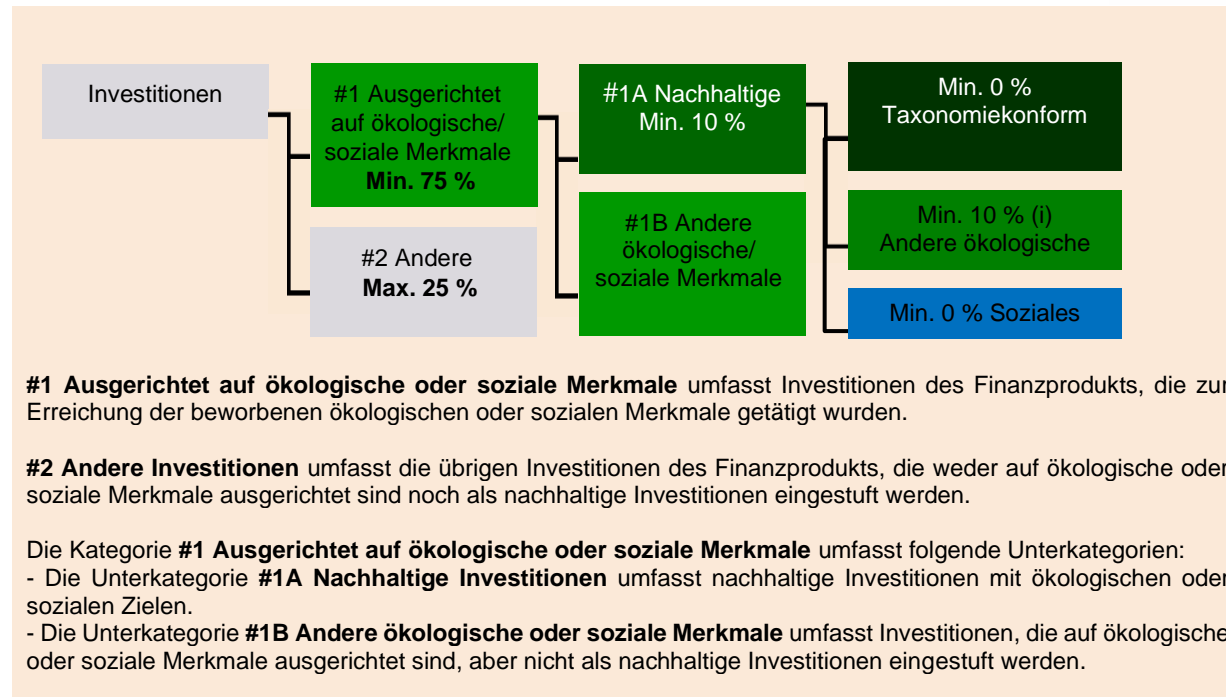 Investitionen
#1 Ausgerichtet
auf ökologische/
soziale Merkmale
Min. 75 %
#2 Andere
Max. 25 %
#1A Nachhaltige
Min. 10 %
#1B Andere
ökologische/
soziale Merkmale
Min. 0 %
Taxonomiekonform
Min. 10 % (i)
Andere ökologische
Min. 0 % Soziales
#1 Ausgerichtet auf ökologische oder soziale Merkmale umfasst Investitionen des Finanzprodukts, die zur
Erreichung der beworbenen ökologischen oder sozialen Merkmale getätigt wurden.
#2 Andere Investitionen umfasst die übrigen Investitionen des Finanzprodukts, die weder auf ökologische oder
soziale Merkmale ausgerichtet sind noch als nachhaltige Investitionen eingestuft werden.
Die Kategorie #1 Ausgerichtet auf ökologische oder soziale Merkmale umfasst folgende Unterkategorien:
- Die Unterkategorie #1A Nachhaltige Investitionen umfasst nachhaltige Investitionen mit ökologischen oder
sozialen Zielen.
- Die Unterkategorie #1B Andere ökologische oder soziale Merkmale umfasst Investitionen, die auf ökologische
oder soziale Merkmale ausgerichtet sind, aber nicht als nachhaltige Investitionen eingestuft werden.